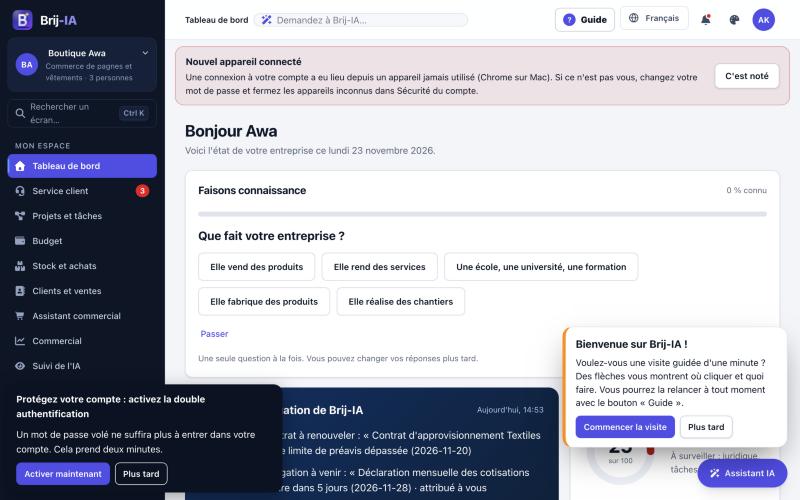 Brij-IA
BA
Boutique Awa
Commerce de pagnes et
vêtements · 3 personnes
Rechercher un
écran...
Ctrl K
MON ESPACE
Tableau de bord
Service client
3
Projets et tâches
Budget
Stock et achats
Clients et ventes
Assistant commercial
Commercial
Suivi de l'IA
Protégez votre compte : activez la double
authentification
Un mot de passe volé ne suffira plus à entrer dans votre
compte. Cela prend deux minutes.
Activer maintenant
Plus tard
Tableau de bord
Demandez à Brij-IA...
? Guide
Français
AK
Nouvel appareil connecté
Une connexion à votre compte a eu lieu depuis un appareil jamais utilisé (Chrome sur Mac). Si ce n'est pas vous, changez votre
mot de passe et fermez les appareils inconnus dans Sécurité du compte.
C'est noté
Bonjour Awa
Voici l'état de votre entreprise ce lundi 23 novembre 2026.
Faisons connaissance
0 % connu
Que fait votre entreprise ?
Elle vend des produits
Elle rend des services
Une école, une université, une formation
Elle fabrique des produits
Elle réalise des chantiers
Passer
Une seule question à la fois. Vous pouvez changer vos réponses plus tard.
de Brij-IA
Aujourd'hui, 14:53
à renouveler : « Contrat d'approvisionnement Textiles
limite de préavis dépassée (2026-11-20)
à venir : « Déclaration mensuelle des cotisations
dans 5 jours (2026-11-28) · attribué à vous
Bienvenue sur Brij-IA !
Voulez-vous une visite guidée d'une minute ?
Des flèches vous montrent où cliquer et quoi
faire. Vous pourrez la relancer à tout moment
avec le bouton « Guide ».
Commencer la visite
Plus tard
sur 100
À surveiller : juridique,
tâches
Assistant IA